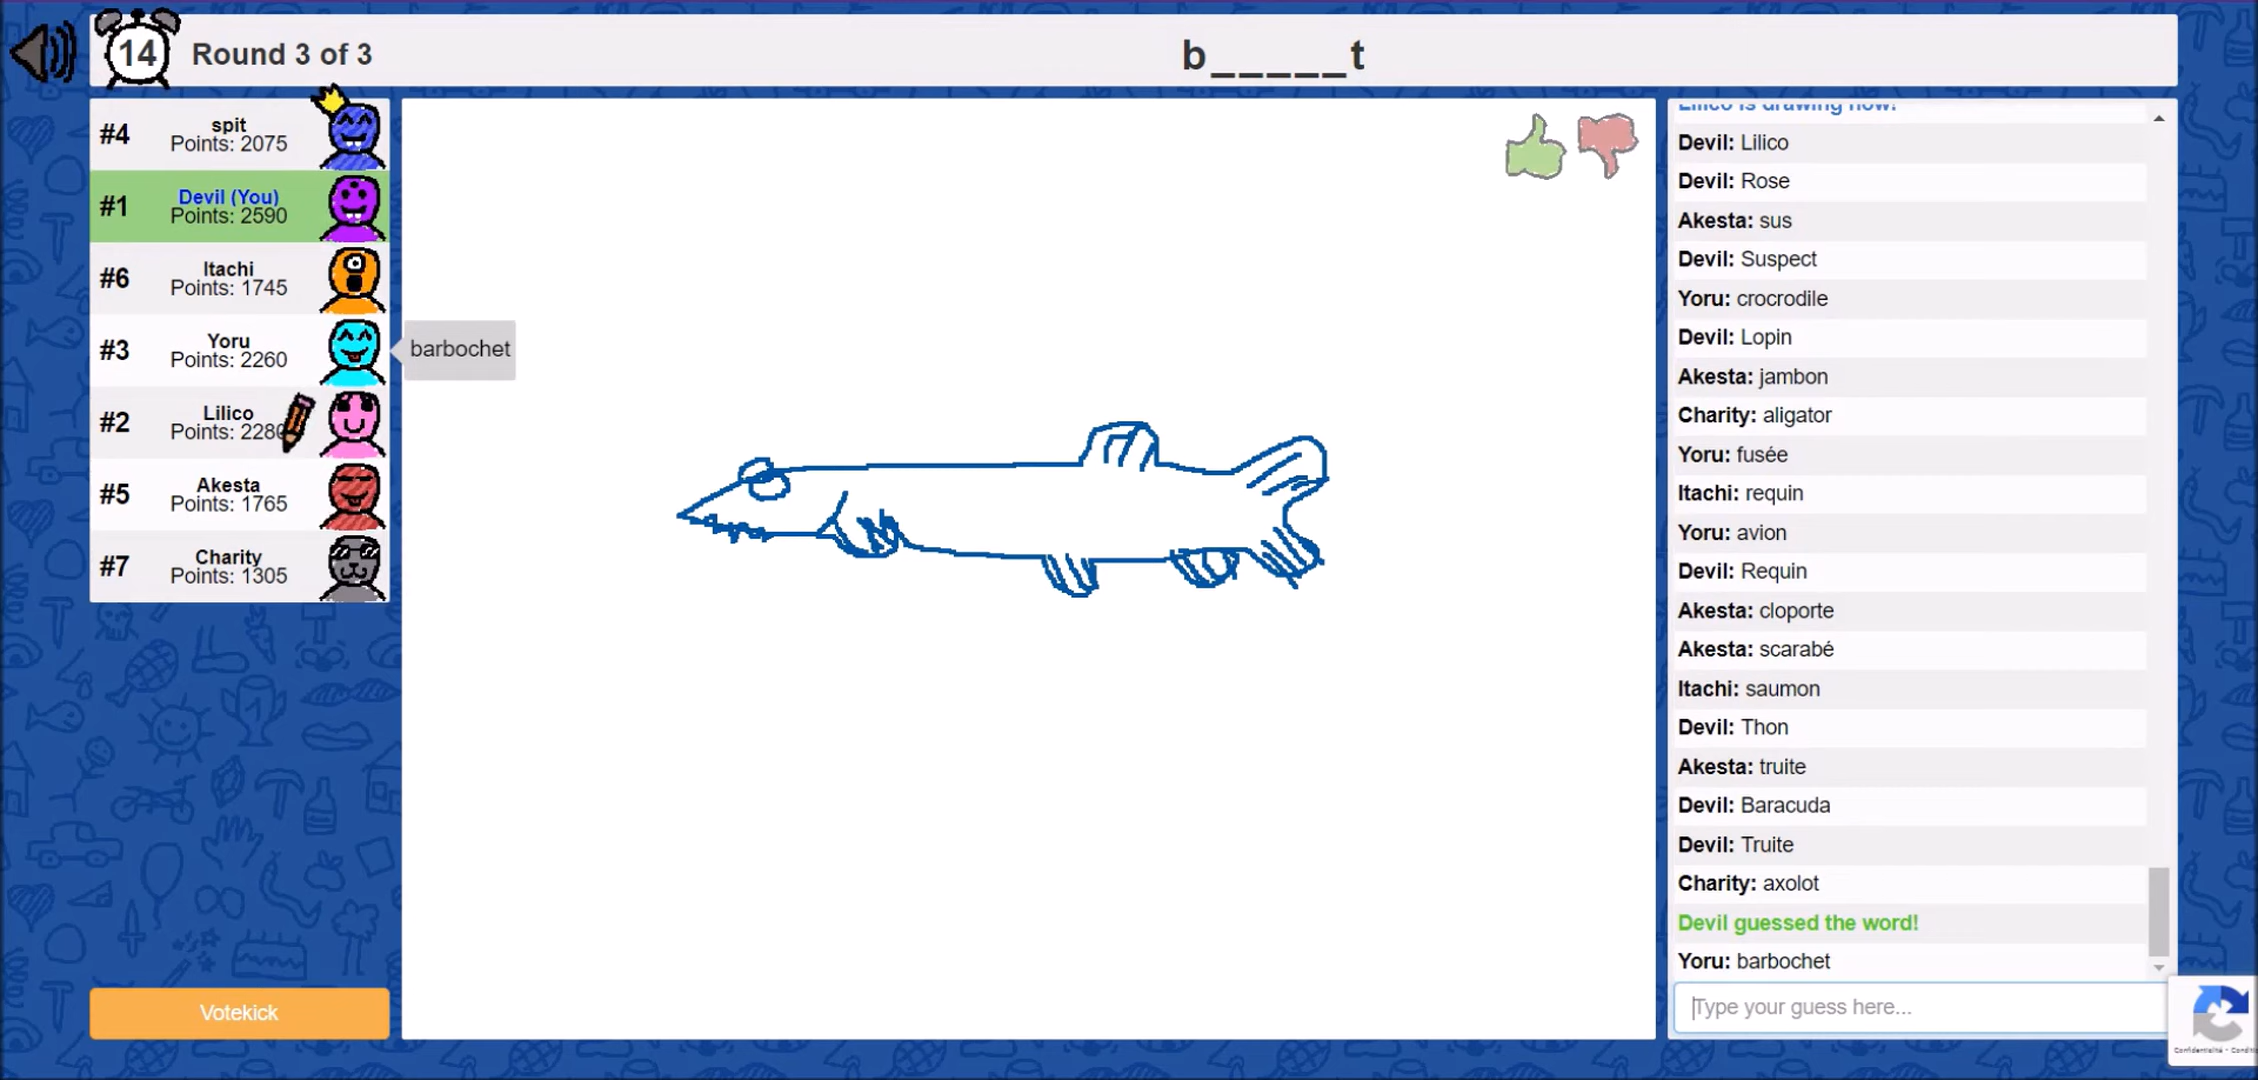 14
Round 3 of 3
b_____t
#4
spit
Points: 2075
#1
Devil (You)
Points: 2590
#6
Itachi
Points: 1745
#3
Yoru
Points: 2260
barbochet
#2
Lilico
Points: 2280
#5
Akesta
Points: 1765
#7
Charity
Points: 1305
Votekick
Lilico is drawing now!
Devil: Lilico
Devil: Rose
Akesta: sus
Devil: Suspect
Yoru: crocrodile
Devil: Lopin
Akesta: jambon
Charity: aligator
Yoru: fusée
Itachi: requin
Yoru: avion
Devil: Requin
Akesta: cloporte
Akesta: scarabé
Itachi: saumon
Devil: Thon
Akesta: truite
Devil: Baracuda
Devil: Truite
Charity: axolot
Devil guessed the word!
Yoru: barbochet
Type your guess here...